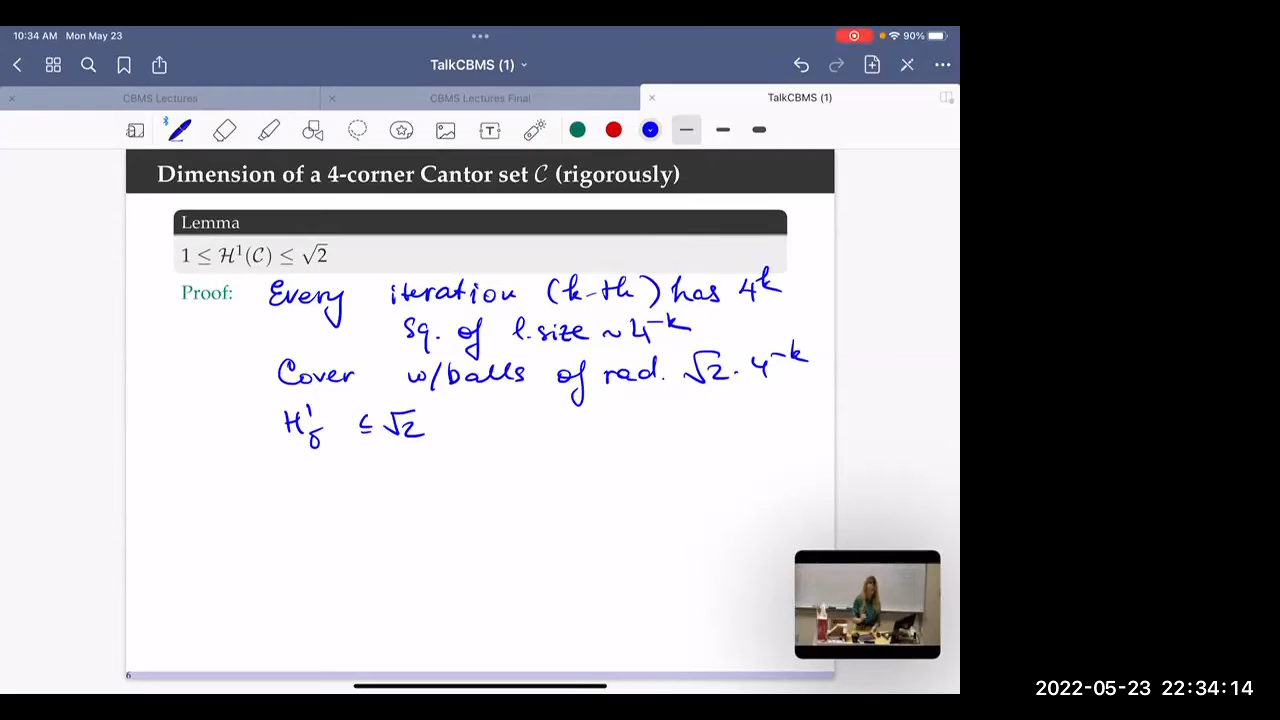 10:34 AM Mon May 23
90%
TalkCBMS (1)
CBMS Lectures
CBMS Lectures Final
TalkCBMS (1)
Dimension of a 4-corner Cantor set 𝒞 (rigorously)
Lemma
1 ≤ ℋ¹(𝒞) ≤ √2
Proof: Every iteration (k-th) has 4^k
sq. of l.size ~ 4^-k
Cover w/balls of rad. √2 · 4^-k
H¹_δ ≤ √2
6
2022-05-23 22:34:14